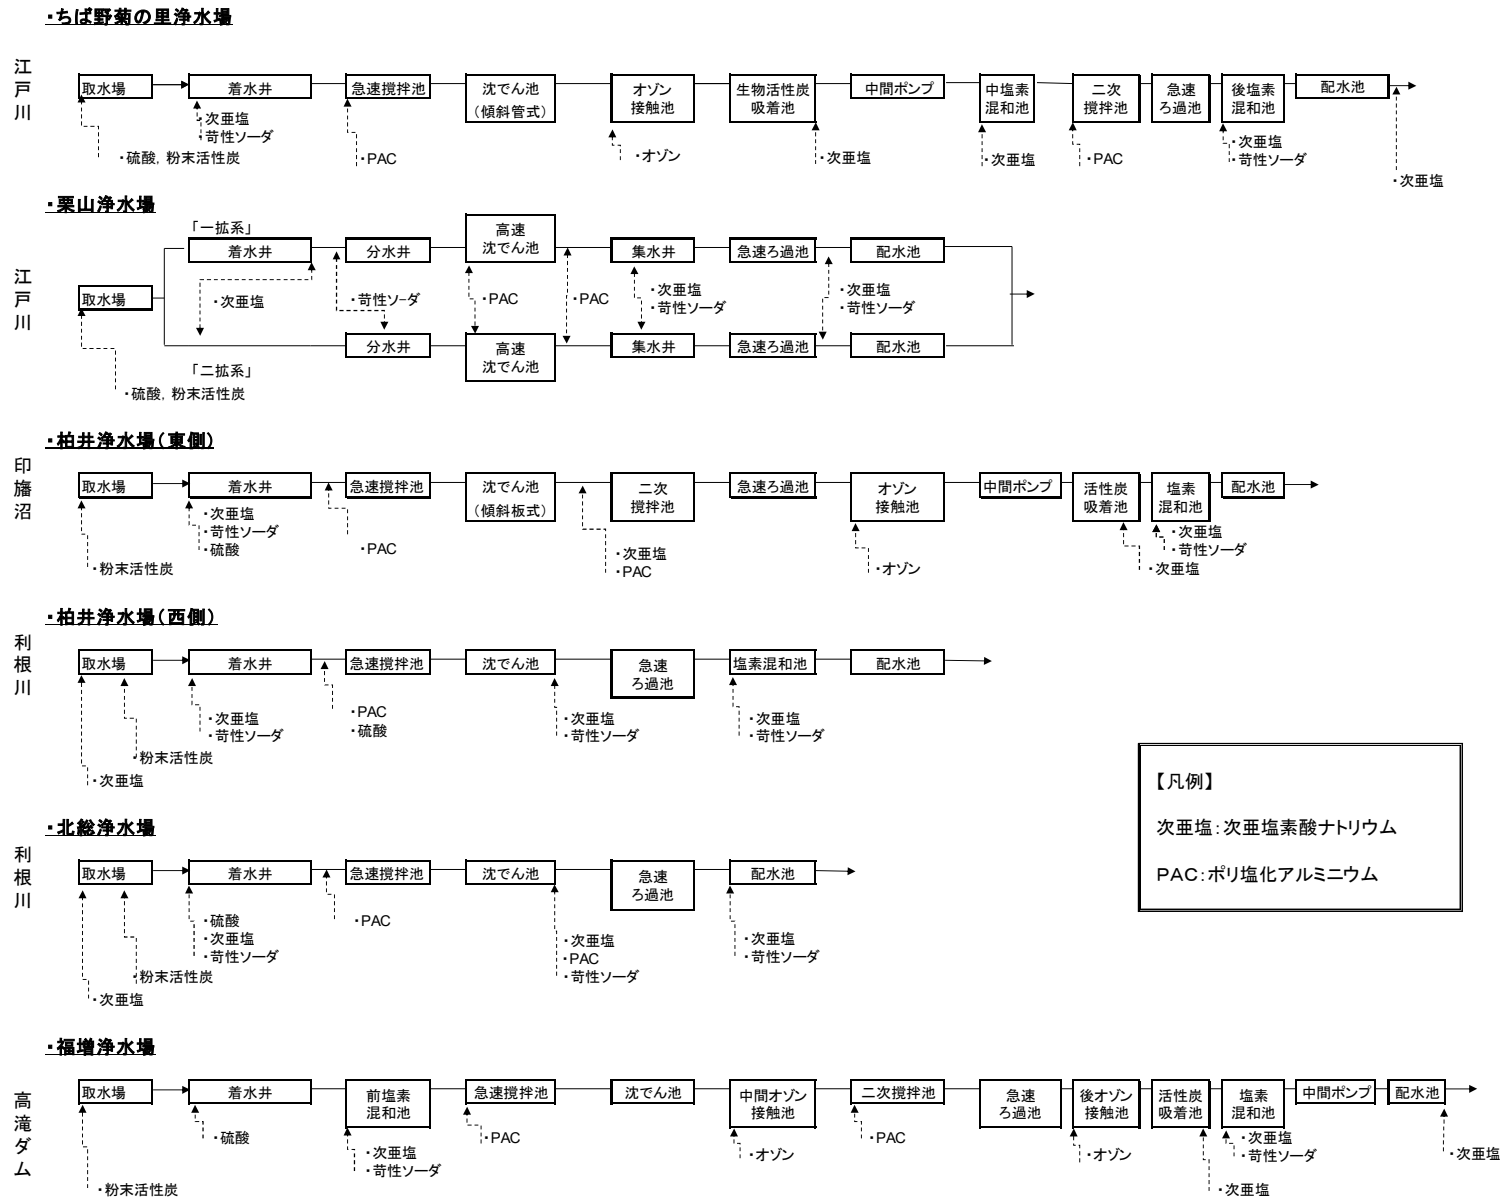 ・ちば野菊の里浄水場
江戸川
取水場
着水井
急速撹拌池
沈でん池
(傾斜管式)
オゾン
接触池
生物活性炭
吸着池
中間ポンプ
中塩素
混和池
二次
撹拌池
急速
ろ過池
後塩素
混和池
配水池
・硫酸, 粉末活性炭
・次亜塩
・苛性ソーダ
・PAC
・オゾン
・次亜塩
・次亜塩
・PAC
・次亜塩
・苛性ソーダ
・次亜塩
・栗山浄水場
江戸川
取水場
「一拡系」
着水井
分水井
高速
沈でん池
集水井
急速ろ過池
配水池
・次亜塩
・苛性ソーダ
・PAC
・PAC
・次亜塩
・苛性ソーダ
・次亜塩
・苛性ソーダ
分水井
高速
沈でん池
集水井
急速ろ過池
配水池
「二拡系」
・硫酸, 粉末活性炭
・柏井浄水場(東側)
印旛沼
取水場
着水井
急速撹拌池
沈でん池
(傾斜板式)
二次
撹拌池
急速ろ過池
オゾン
接触池
中間ポンプ
活性炭
吸着池
塩素
混和池
配水池
・粉末活性炭
・次亜塩
・苛性ソーダ
・硫酸
・PAC
・次亜塩
・PAC
・オゾン
・次亜塩
・次亜塩
・苛性ソーダ
・柏井浄水場(西側)
利根川
取水場
着水井
急速撹拌池
沈でん池
急速
ろ過池
塩素混和池
配水池
・次亜塩
・粉末活性炭
・次亜塩
・苛性ソーダ
・PAC
・硫酸
・次亜塩
・苛性ソーダ
・次亜塩
・苛性ソーダ
【凡例】
次亜塩:次亜塩素酸ナトリウム
PAC:ポリ塩化アルミニウム
・北総浄水場
利根川
取水場
着水井
急速撹拌池
沈でん池
急速
ろ過池
配水池
・次亜塩
・粉末活性炭
・硫酸
・次亜塩
・苛性ソーダ
・PAC
・次亜塩
・PAC
・苛性ソーダ
・次亜塩
・苛性ソーダ
・福増浄水場
高滝ダム
取水場
着水井
前塩素
混和池
急速撹拌池
沈でん池
中間オゾン
接触池
二次撹拌池
急速
ろ過池
後オゾン
接触池
活性炭
吸着池
塩素
混和池
中間ポンプ
配水池
・粉末活性炭
・硫酸
・次亜塩
・苛性ソーダ
・PAC
・オゾン
・PAC
・オゾン
・次亜塩
・次亜塩
・苛性ソーダ
・次亜塩